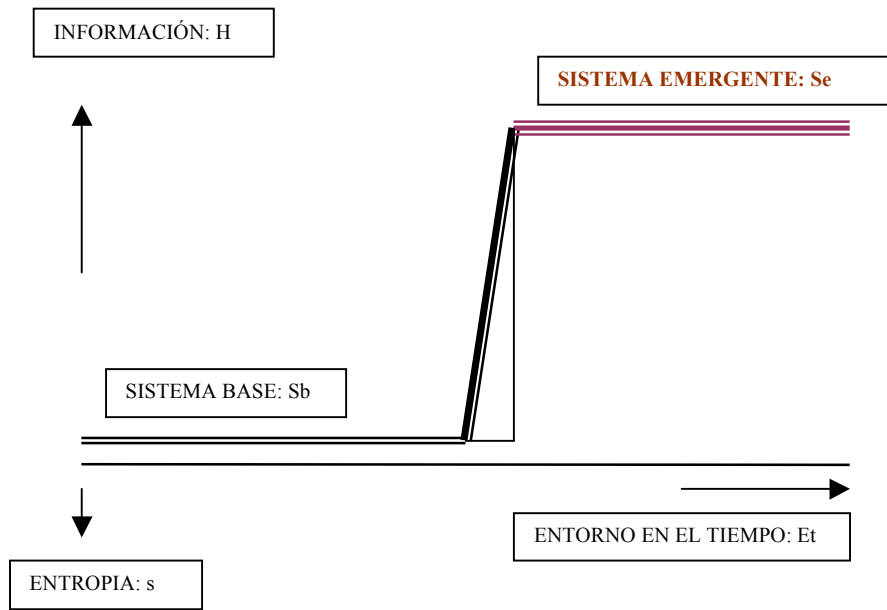 INFORMACIÓN: H
SISTEMA EMERGENTE: Se
SISTEMA BASE: Sb
ENTORNO EN EL TIEMPO: Et
ENTROPIA: s